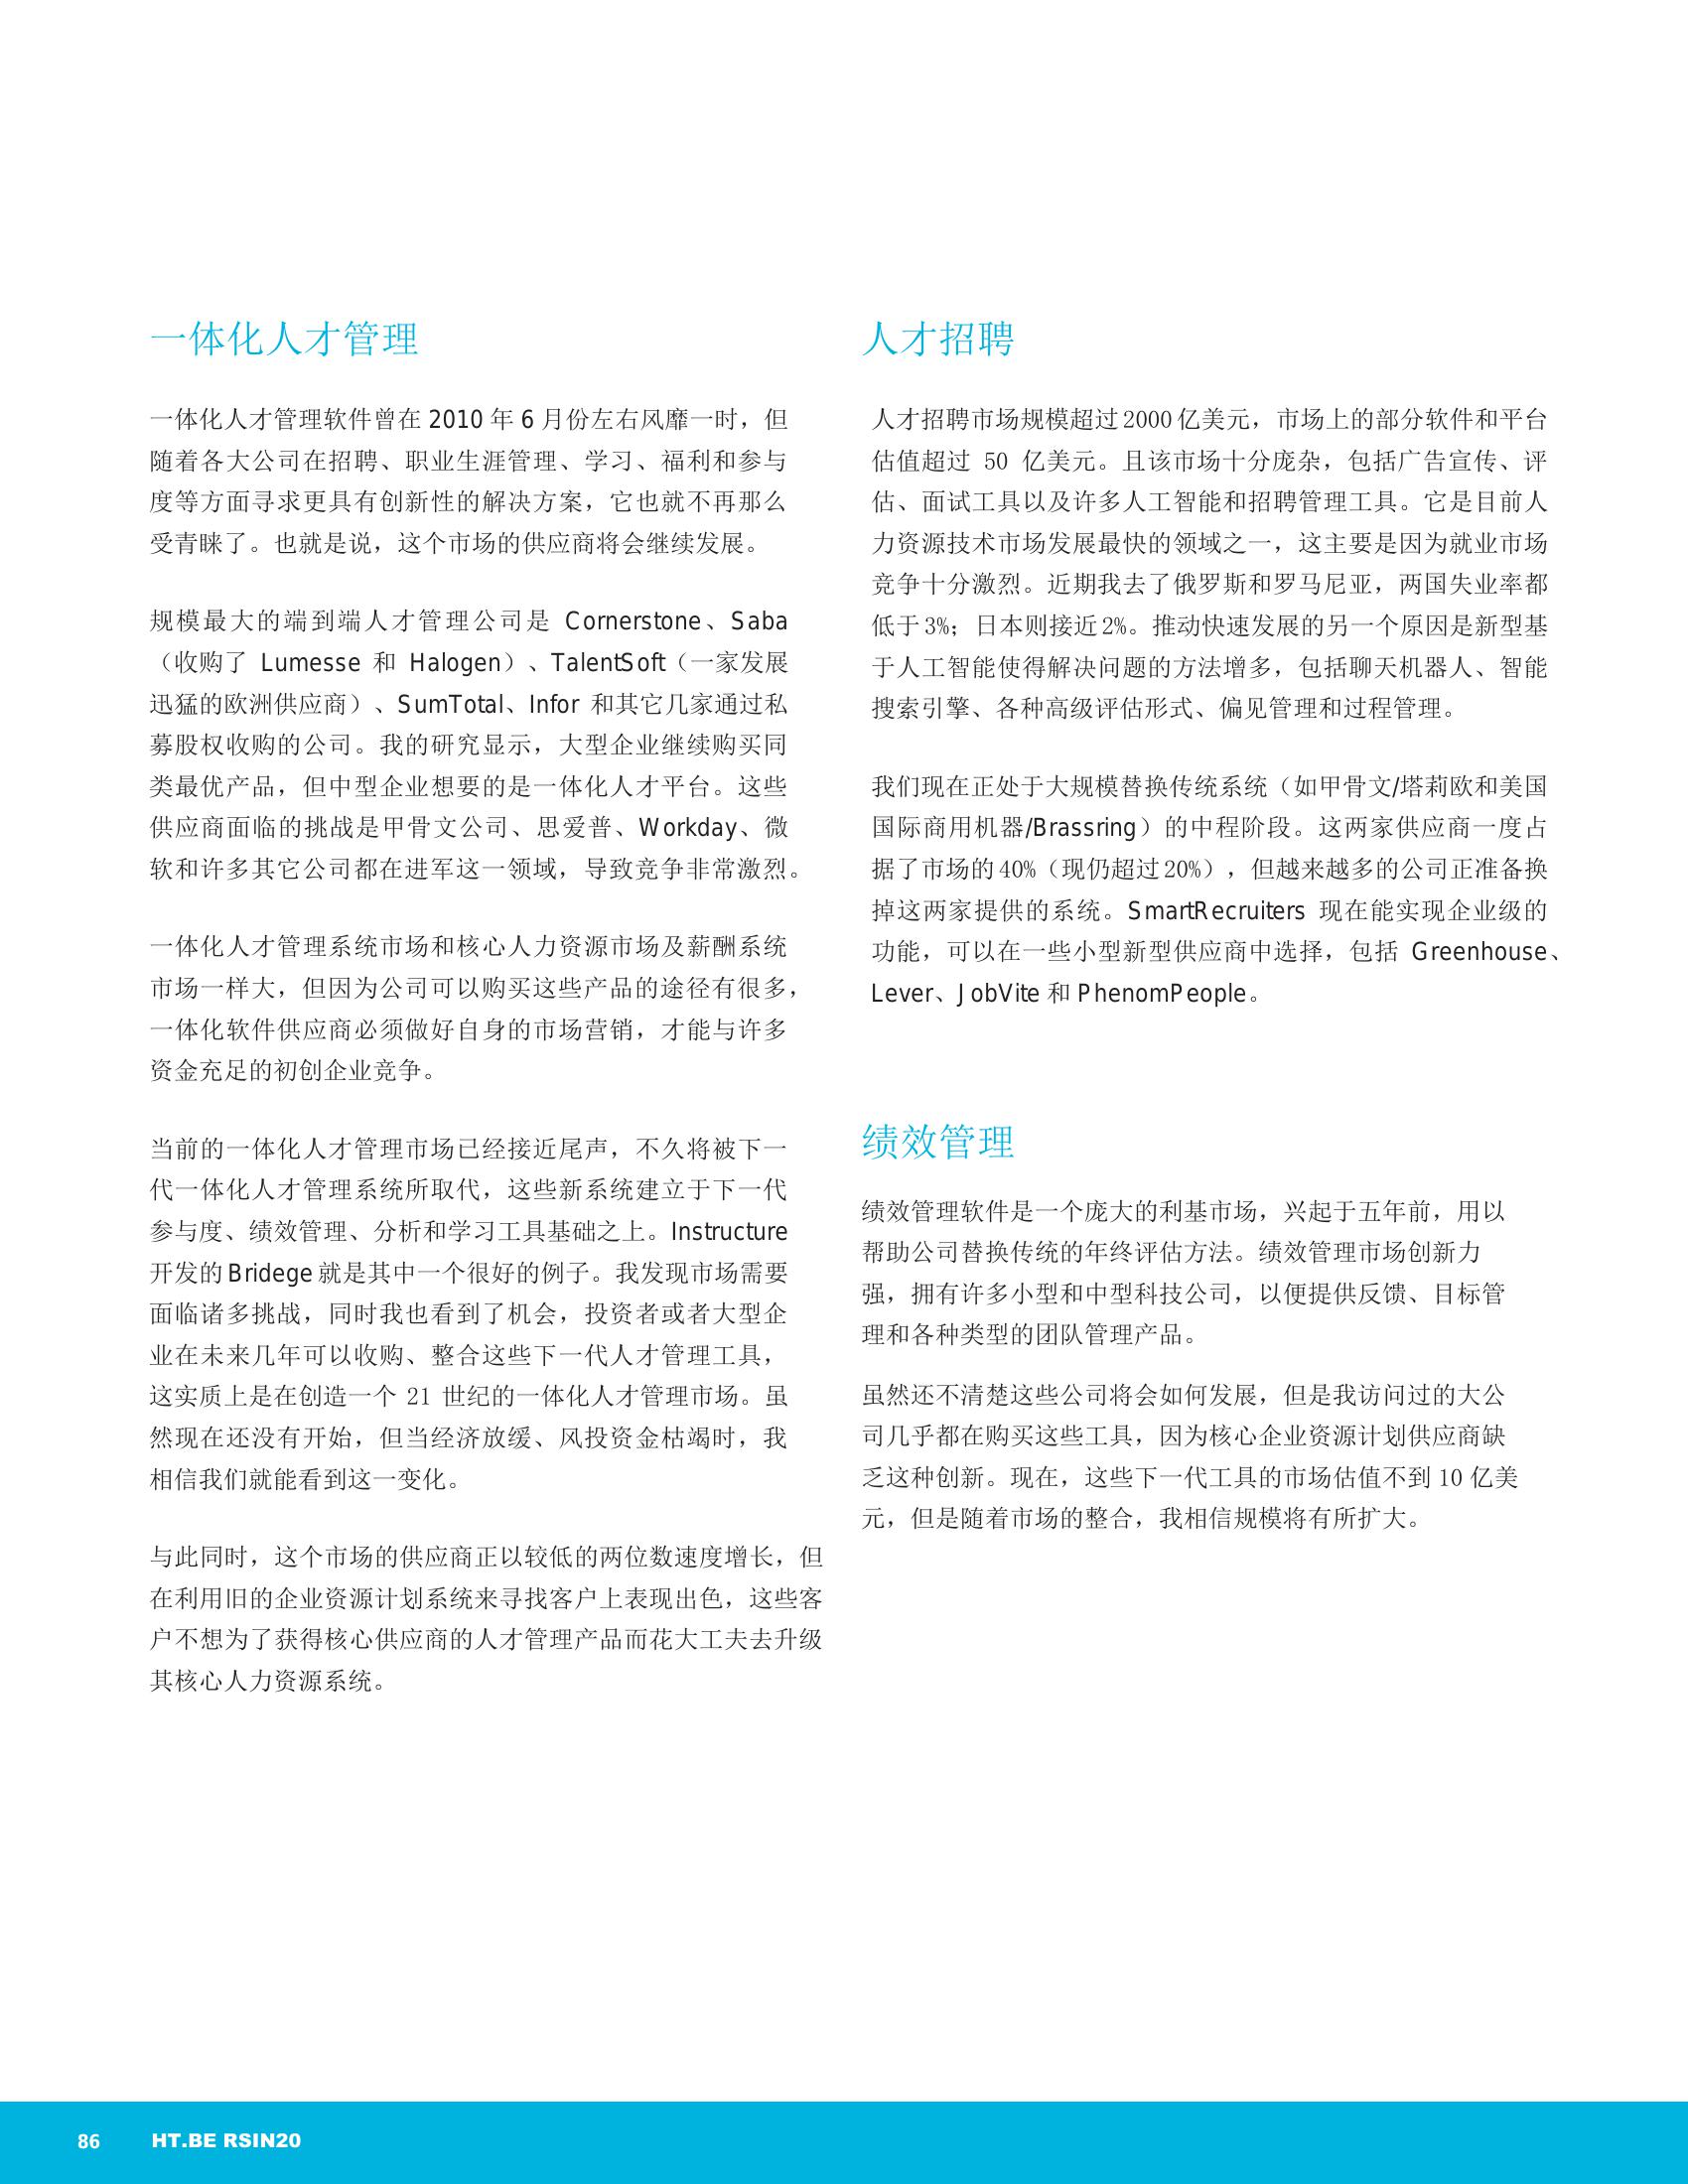 一体化人才管理
一体化人才管理软件曾在 2010 年 6 月份左右风靡一时，但
随着各大公司在招聘、职业生涯管理、学习、福利和参与
度等方面寻求更具有创新性的解决方案，它也就不再那么
受青睐了。也就是说，这个市场的供应商将会继续发展。
规模最大的端到端人才管理公司是 Cornerstone、Saba
（收购了 Lumesse 和 Halogen）、TalentSoft（一家发展
迅猛的欧洲供应商）、SumTotal、Infor 和其它几家通过私
募股权收购的公司。我的研究显示，大型企业继续购买同
类最优产品，但中型企业想要的是一体化人才平台。这些
供应商面临的挑战是甲骨文公司、思爱普、Workday、微
软和许多其它公司都在进军这一领域，导致竞争非常激烈。
一体化人才管理系统市场和核心人力资源市场及薪酬系统
市场一样大，但因为公司可以购买这些产品的途径有很多，
一体化软件供应商必须做好自身的市场营销，才能与许多
资金充足的初创企业竞争。
当前的一体化人才管理市场已经接近尾声，不久将被下一
代一体化人才管理系统所取代，这些新系统建立于下一代
参与度、绩效管理、分析和学习工具基础之上。Instructure
开发的 Bridege 就是其中一个很好的例子。我发现市场需要
面临诸多挑战，同时我也看到了机会，投资者或者大型企
业在未来几年可以收购、整合这些下一代人才管理工具，
这实质上是在创造一个 21 世纪的一体化人才管理市场。虽
然现在还没有开始，但当经济放缓、风投资金枯竭时，我
相信我们就能看到这一变化。
与此同时，这个市场的供应商正以较低的两位数速度增长，但
在利用旧的企业资源计划系统来寻找客户上表现出色，这些客
户不想为了获得核心供应商的人才管理产品而花大工夫去升级
其核心人力资源系统。
人才招聘
人才招聘市场规模超过 2000 亿美元，市场上的部分软件和平台
估值超过 50 亿美元。且该市场十分庞杂，包括广告宣传、评
估、面试工具以及许多人工智能和招聘管理工具。它是目前人
力资源技术市场发展最快的领域之一，这主要是因为就业市场
竞争十分激烈。近期我去了俄罗斯和罗马尼亚，两国失业率都
低于 3%；日本则接近 2%。推动快速发展的另一个原因是新型基
于人工智能使得解决问题的方法增多，包括聊天机器人、智能
搜索引擎、各种高级评估形式、偏见管理和过程管理。
我们现在正处于大规模替换传统系统（如甲骨文/塔莉欧和美国
国际商用机器/Brassring）的中程阶段。这两家供应商一度占
据了市场的 40%（现仍超过 20%），但越来越多的公司正准备换
掉这两家提供的系统。SmartRecruiters 现在能实现企业级的
功能，可以在一些小型新型供应商中选择，包括 Greenhouse、
Lever、JobVite 和 PhenomPeople。
绩效管理
绩效管理软件是一个庞大的利基市场，兴起于五年前，用以
帮助公司替换传统的年终评估方法。绩效管理市场创新力
强，拥有许多小型和中型科技公司，以便提供反馈、目标管
理和各种类型的团队管理产品。
虽然还不清楚这些公司将会如何发展，但是我访问过的大公
司几乎都在购买这些工具，因为核心企业资源计划供应商缺
乏这种创新。现在，这些下一代工具的市场估值不到 10 亿美
元，但是随着市场的整合，我相信规模将有所扩大。
86 HT.BE RSIN20